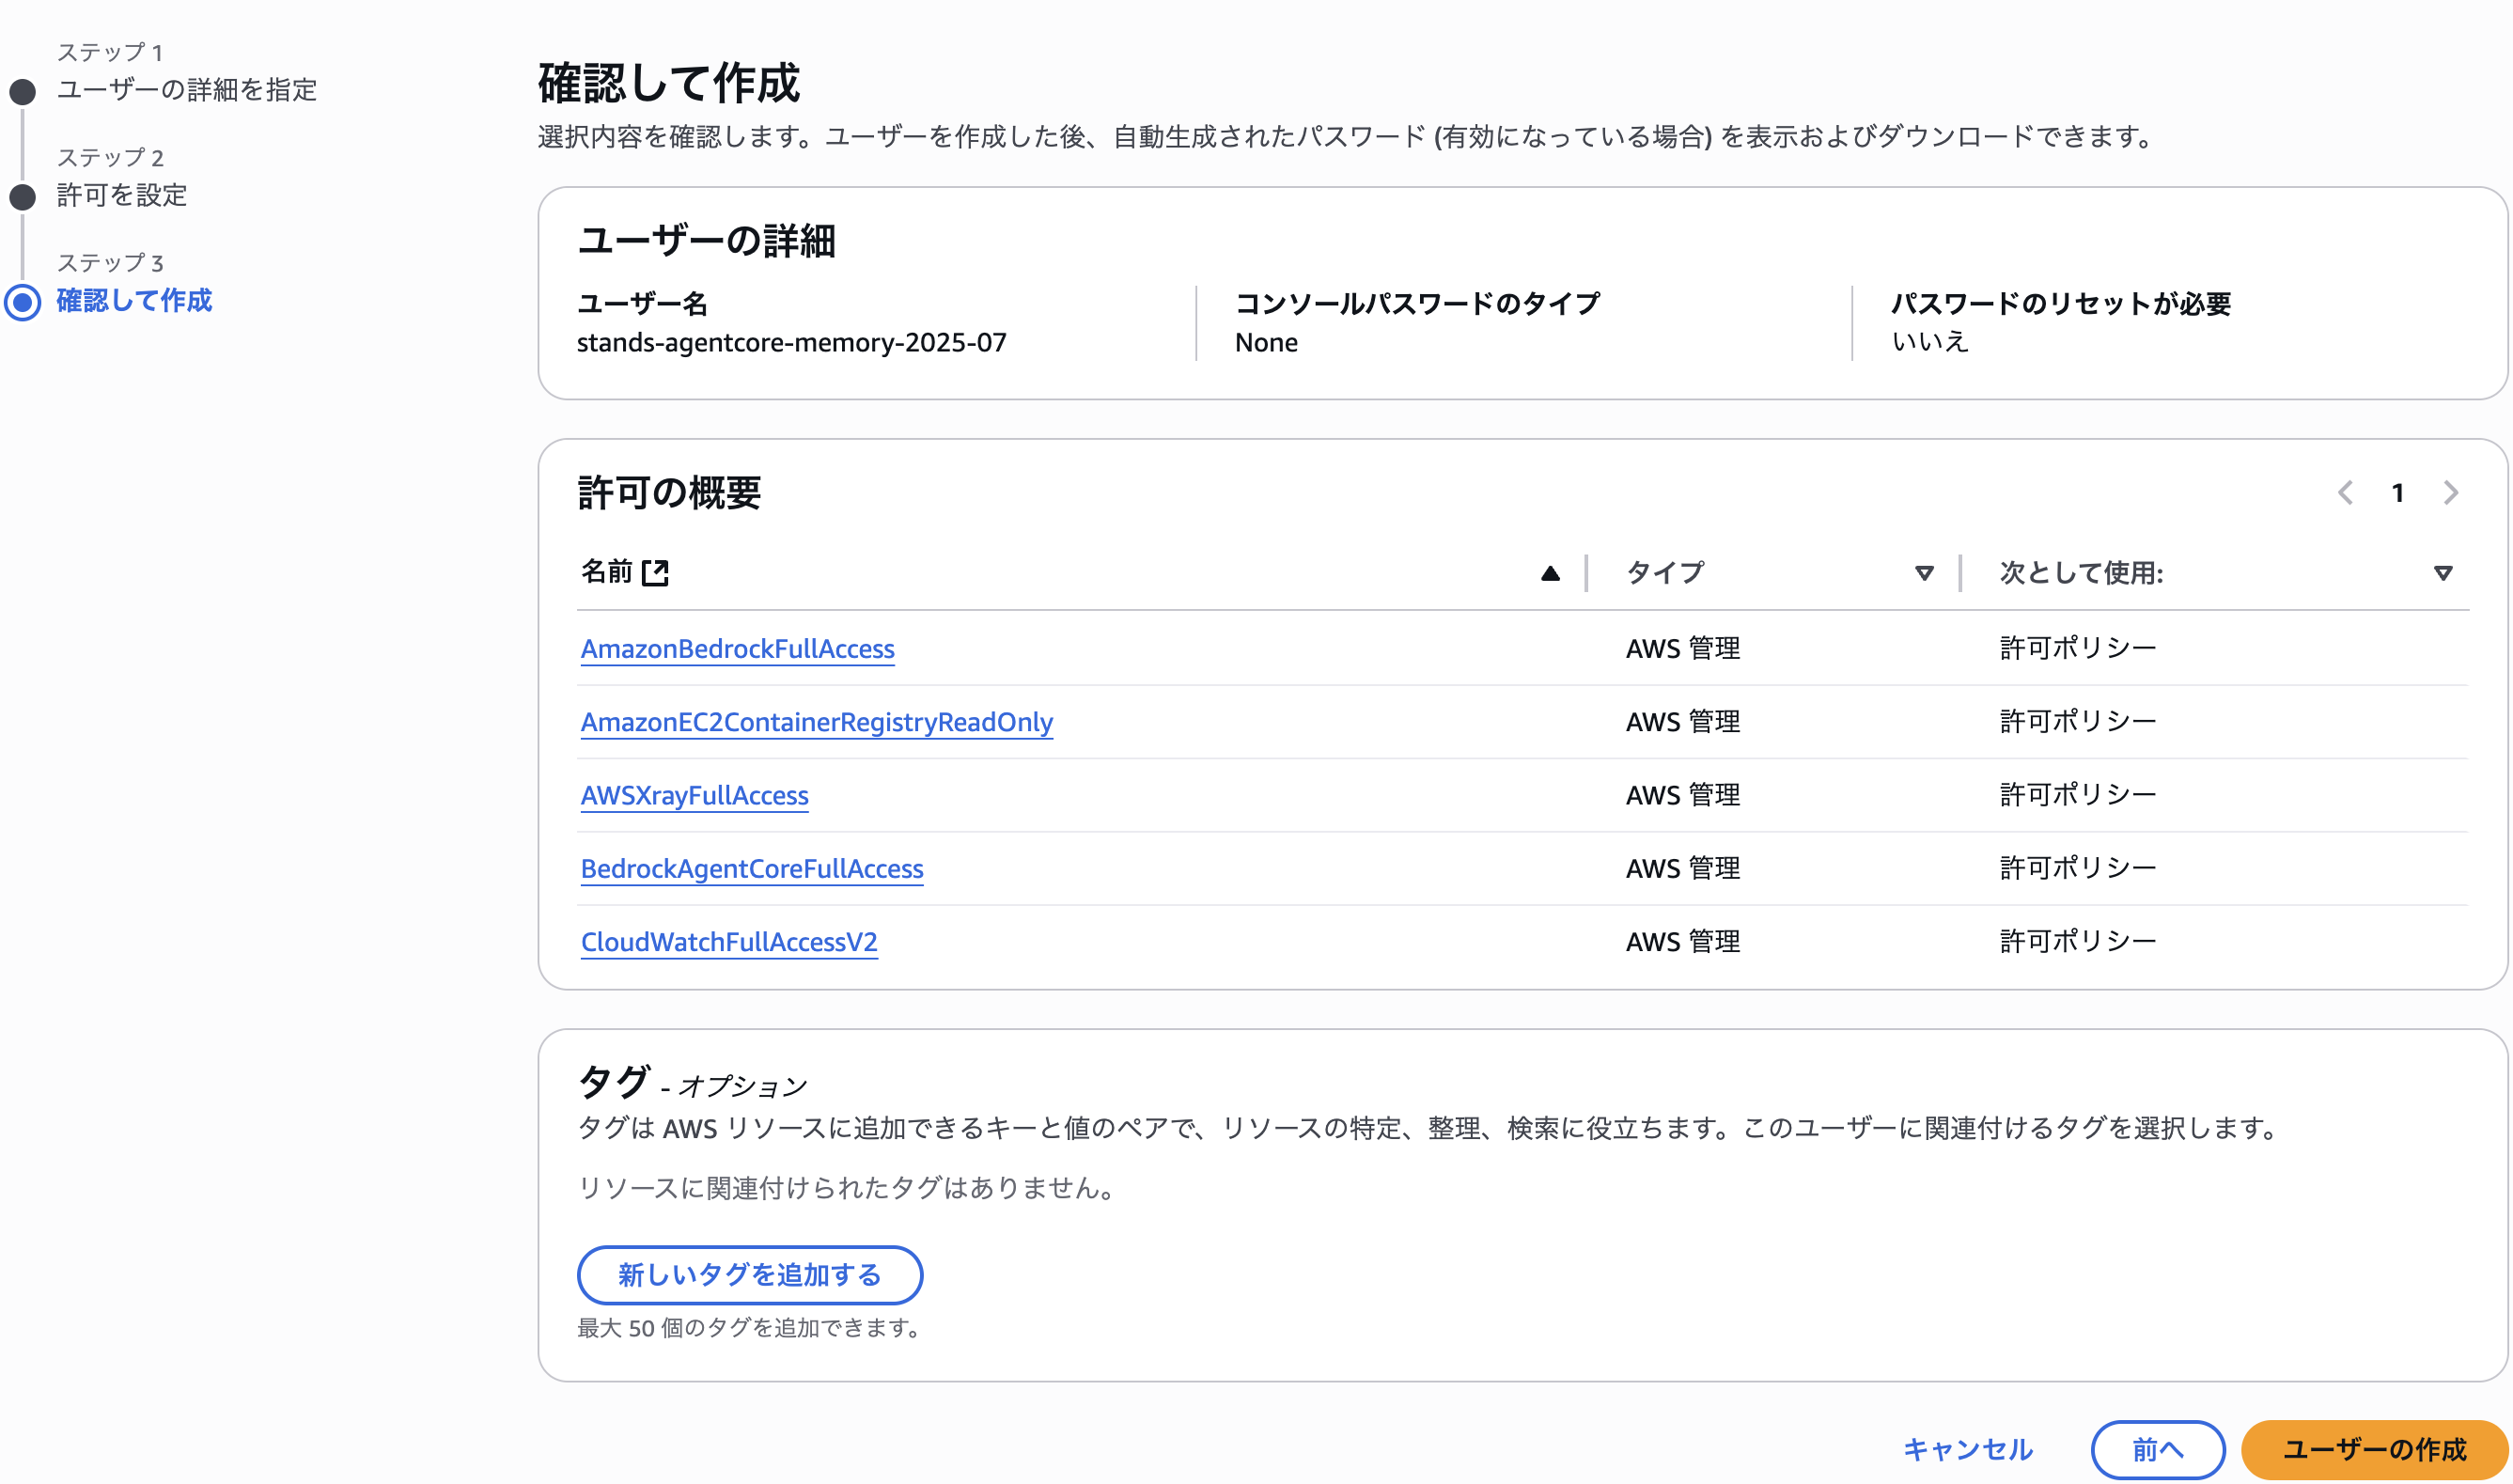 ステップ 1
ユーザーの詳細を指定
ステップ 2
許可を設定
ステップ 3
確認して作成
確認して作成
選択内容を確認します。ユーザーを作成した後、自動生成されたパスワード (有効になっている場合) を表示およびダウンロードできます。
ユーザーの詳細
ユーザー名
stands-agentcore-memory-2025-07
コンソールパスワードのタイプ
None
パスワードのリセットが必要
いいえ
許可の概要
1
名前 タイプ 次として使用:
AmazonBedrockFullAccess AWS 管理 許可ポリシー
AmazonEC2ContainerRegistryReadOnly AWS 管理 許可ポリシー
AWSXrayFullAccess AWS 管理 許可ポリシー
BedrockAgentCoreFullAccess AWS 管理 許可ポリシー
CloudWatchFullAccessV2 AWS 管理 許可ポリシー
タグ - オプション
タグは AWS リソースに追加できるキーと値のペアで、リソースの特定、整理、検索に役立ちます。このユーザーに関連付けるタグを選択します。
リソースに関連付けられたタグはありません。
新しいタグを追加する
最大 50 個のタグを追加できます。
キャンセル 前へ ユーザーの作成